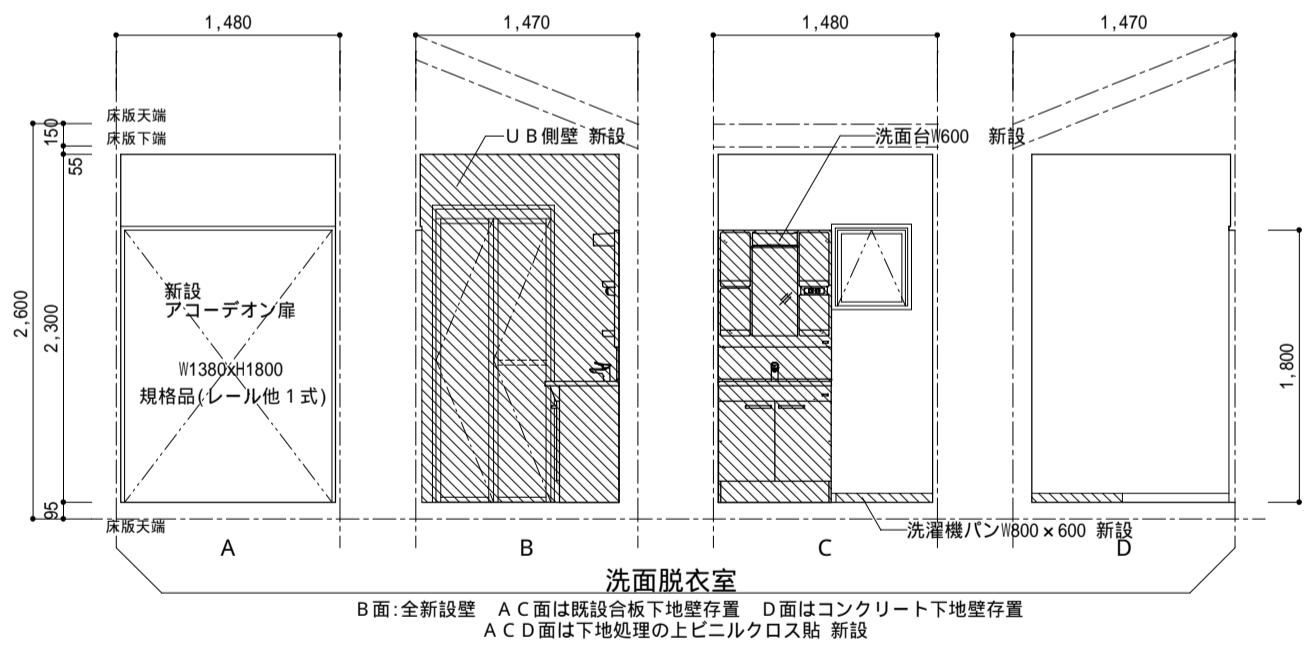 1,480
1,470
1,480
1,470
床版天端
150
床版下端
55
UB側壁 新設
洗面台W600 新設
新設
アコーデオン扉
2,600
2,300
W1380xH1800
規格品(レール他1式)
1,800
95
床版天端
洗濯機パンW800×600 新設
A
B
C
D
洗面脱衣室
B面:全新設壁 AC面は既設合板下地壁存置 D面はコンクリート下地壁存置
ACD面は下地処理の上ビニルクロス貼 新設